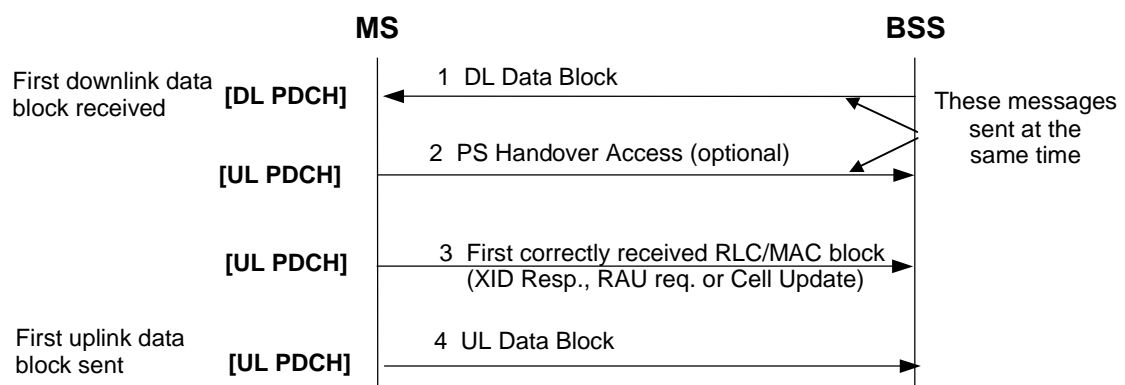 MS
BSS
First downlink data
block received
[DL PDCH]
1 DL Data Block
These messages
sent at the
same time
2 PS Handover Access (optional)
[UL PDCH]
3 First correctly received RLC/MAC block
(XID Resp., RAU req. or Cell Update)
[UL PDCH]
First uplink data
block sent
[UL PDCH]
4 UL Data Block